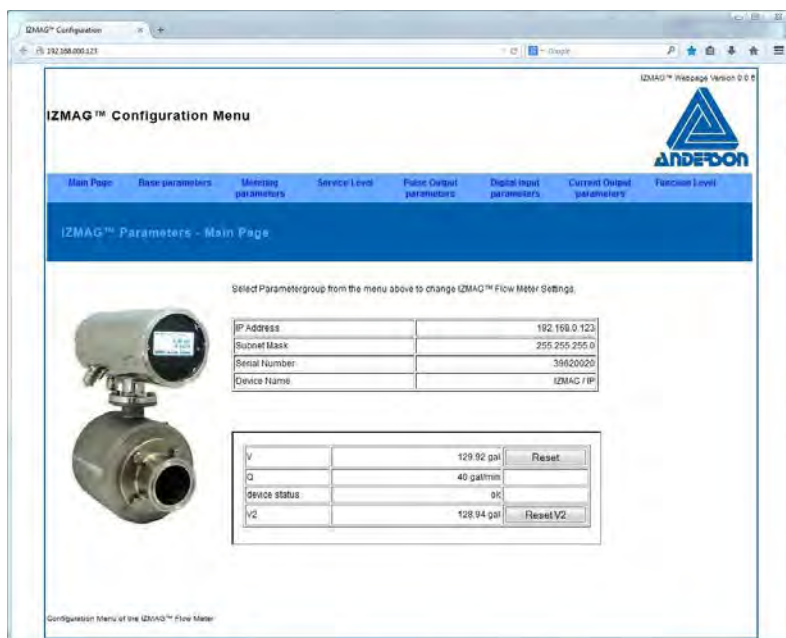 IZMAG™ Configuration
192.168.000.123
Google
IZMAG™ Webpage Version 0.0.6
IZMAG™ Configuration Menu
ANDERSON
Main Page Base parameters Metering parameters Service Level Pulse Output parameters Digital Input parameters Current Output parameters Function Level
IZMAG™ Parameters - Main Page
Select Parametergroup from the menu above to change IZMAG™ Flow Meter Settings.
IP Address 192.168.0.123
Subnet Mask 255.255.255.0
Serial Number 39620020
Device Name IZMAG / IP
V 129.92 gal Reset
Q 40 gal/min
device status ok
V2 128.94 gal Reset V2
Configuration Menu of the IZMAG™ Flow Meter